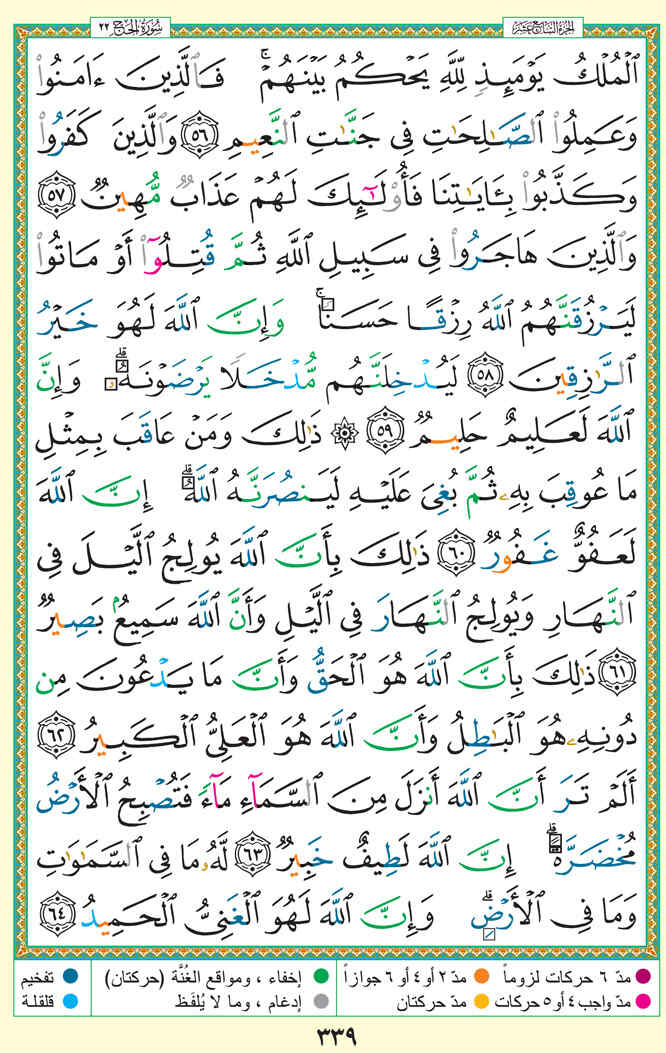 الجزء السابع عشر
سورة الحج ٢٢
ٱلۡمُلۡكُ يَوۡمَئِذٖ لِّلَّهِ يَحۡكُمُ بَيۡنَهُمۡۚ فَٱلَّذِينَ ءَامَنُواْ
وَعَمِلُواْ ٱلصَّٰلِحَٰتِ فِي جَنَّٰتِ ٱلنَّعِيمِ ٥٦ وَٱلَّذِينَ كَفَرُواْ
وَكَذَّبُواْ بِـَٔايَٰتِنَا فَأُوْلَٰٓئِكَ لَهُمۡ عَذَابٞ مُّهِينٞ ٥٧
وَٱلَّذِينَ هَاجَرُواْ فِي سَبِيلِ ٱللَّهِ ثُمَّ قُتِلُوٓاْ أَوۡ مَاتُواْ
لَيَرۡزُقَنَّهُمُ ٱللَّهُ رِزۡقًا حَسَنٗاۚ وَإِنَّ ٱللَّهَ لَهُوَ خَيۡرُ
ٱلرَّٰزِقِينَ ٥٨ لَيُدۡخِلَنَّهُم مُّدۡخَلٗا يَرۡضَوۡنَهُۥۚ وَإِنَّ
ٱللَّهَ لَعَلِيمٌ حَلِيمٞ ٥٩ ۞ ذَٰلِكَ وَمَنۡ عَاقَبَ بِمِثۡلِ
مَا عُوقِبَ بِهِۦ ثُمَّ بُغِيَ عَلَيۡهِ لَيَنصُرَنَّهُ ٱللَّهُۚ إِنَّ ٱللَّهَ
لَعَفُوٌّ غَفُورٞ ٦٠ ذَٰلِكَ بِأَنَّ ٱللَّهَ يُولِجُ ٱلَّيۡلَ فِي
ٱلنَّهَارِ وَيُولِجُ ٱلنَّهَارَ فِي ٱلَّيۡلِ وَأَنَّ ٱللَّهَ سَمِيعُۢ بَصِيرٞ
٦١ ذَٰلِكَ بِأَنَّ ٱللَّهَ هُوَ ٱلۡحَقُّ وَأَنَّ مَا يَدۡعُونَ مِن
دُونِهِۦ هُوَ ٱلۡبَٰطِلُ وَأَنَّ ٱللَّهَ هُوَ ٱلۡعَلِيُّ ٱلۡكَبِيرُ ٦٢
أَلَمۡ تَرَ أَنَّ ٱللَّهَ أَنزَلَ مِنَ ٱلسَّمَآءِ مَآءٗ فَتُصۡبِحُ ٱلۡأَرۡضُ
مُخۡضَرَّةًۚ إِنَّ ٱللَّهَ لَطِيفٌ خَبِيرٞ ٦٣ لَّهُۥ مَا فِي ٱلسَّمَٰوَٰتِ
وَمَا فِي ٱلۡأَرۡضِۚ وَإِنَّ ٱللَّهَ لَهُوَ ٱلۡغَنِيُّ ٱلۡحَمِيدُ ٦٤
مدّ ٦ حركات لزوماً مدّ ٢ أو ٤ أو ٦ جوازاً إخفاء ، ومواقع الغُنَّة (حركتان) تفخيم
مدّ واجب ٤ أو ٥ حركات مدّ حركتان إدغام ، وما لا يُلفَظ قلقلة
٣٣٩